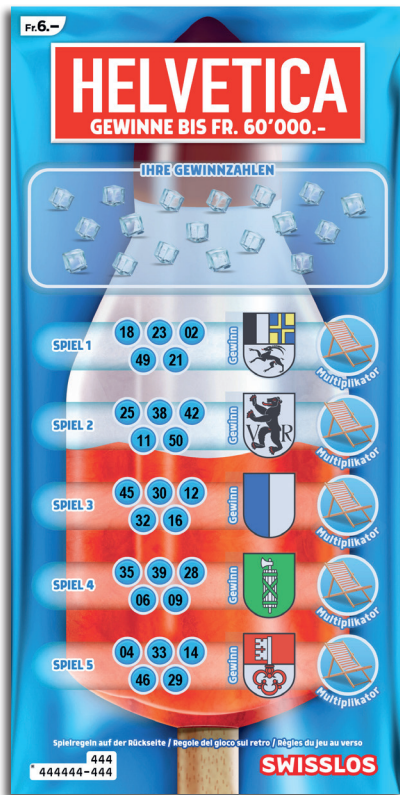 Fr.6.–
HELVETICA
GEWINNE BIS FR. 60'000.-
IHRE GEWINNZAHLEN
SPIEL 1
18 23 02
49 21
Gewinn
Multiplikator
SPIEL 2
25 38 42
11 50
Gewinn
V R
Multiplikator
SPIEL 3
45 30 12
32 16
Gewinn
Multiplikator
SPIEL 4
35 39 28
06 09
Gewinn
Multiplikator
SPIEL 5
04 33 14
46 29
Gewinn
Multiplikator
Spielregeln auf der Rückseite / Regole del gioco sul retro / Règles du jeu au verso
444
444444-444
SWISSLOS